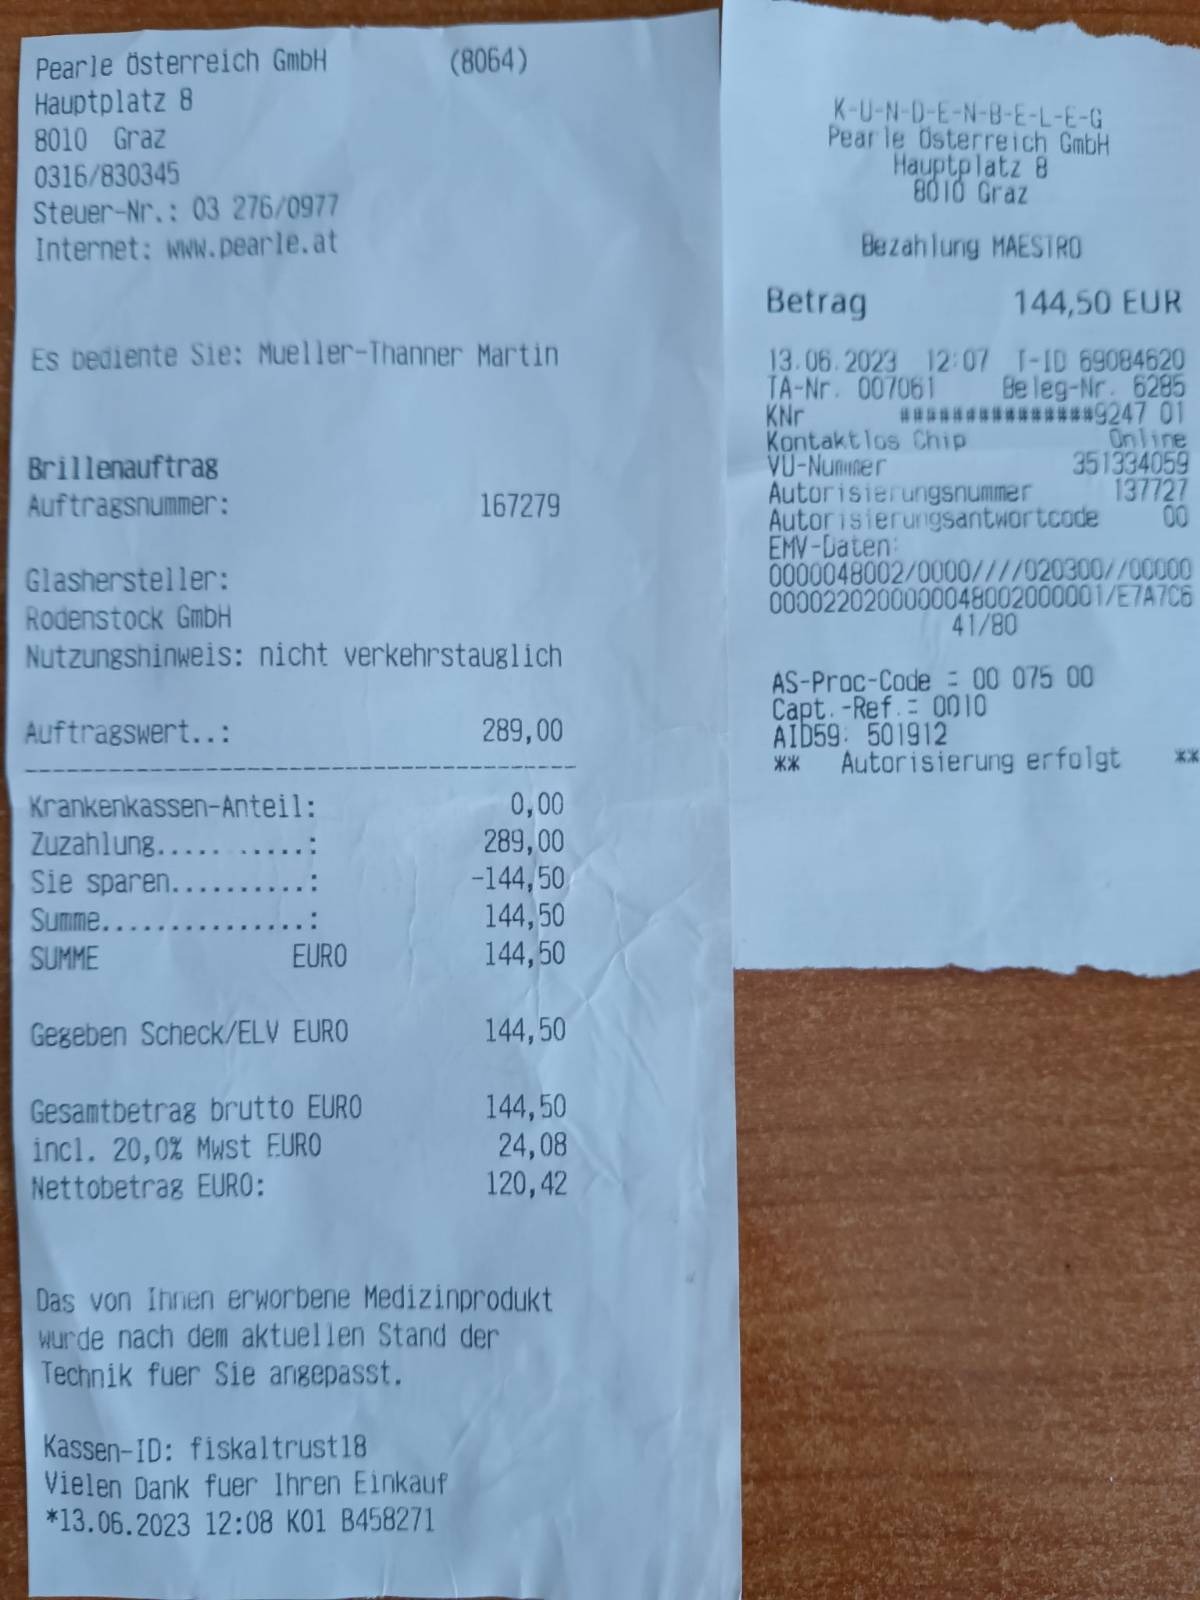 Pearle Österreich GmbH (8064)
Hauptplatz 8
8010 Graz
0316/830345
Steuer-Nr.: 03 276/0977
Internet: www.pearle.at
Es bediente Sie: Mueller-Thanner Martin
Brillenauftrag
Auftragsnummer: 167279
Glashersteller:
Rodenstock GmbH
Nutzungshinweis: nicht verkehrstauglich
Auftragswert..: 289,00
Krankenkassen-Anteil: 0,00
Zuzahlung..... .....: 289,00
Sie sparen..........: -144,50
Summe...............: 144,50
SUMME EURO 144,50
Gegeben Scheck/ELV EURO 144,50
Gesamtbetrag brutto EURO 144,50
incl. 20,0% Mwst EURO 24,08
Nettobetrag EURO: 120,42
Das von Ihnen erworbene Medizinprodukt
wurde nach dem aktuellen Stand der
Technik fuer Sie angepasst.
Kassen-ID: fiskaltrust18
Vielen Dank fuer Ihren Einkauf
*13.06.2023 12:08 K01 B458271
K-U-N-D-E-N-B-E-L-E-G
Pearle Österreich GmbH
Hauptplatz 8
8010 Graz
Bezahlung MAESTRO
Betrag 144,50 EUR
13.06.2023 12:07 T-ID 69084620
TA-Nr. 007061 Beleg-Nr. 6285
KNr ###############9247 01
Kontaktlos Chip Online
VU-Nummer 351334059
Autorisierungsnummer 137727
Autorisierungsantwortcode 00
EMV-Daten:
0000048002/0000////020300//00000
0000220200000048002000001/E7A7C6
41/80
AS-Proc-Code = 00 075 00
Capt.-Ref.= 0010
AID59: 501912
** Autorisierung erfolgt **